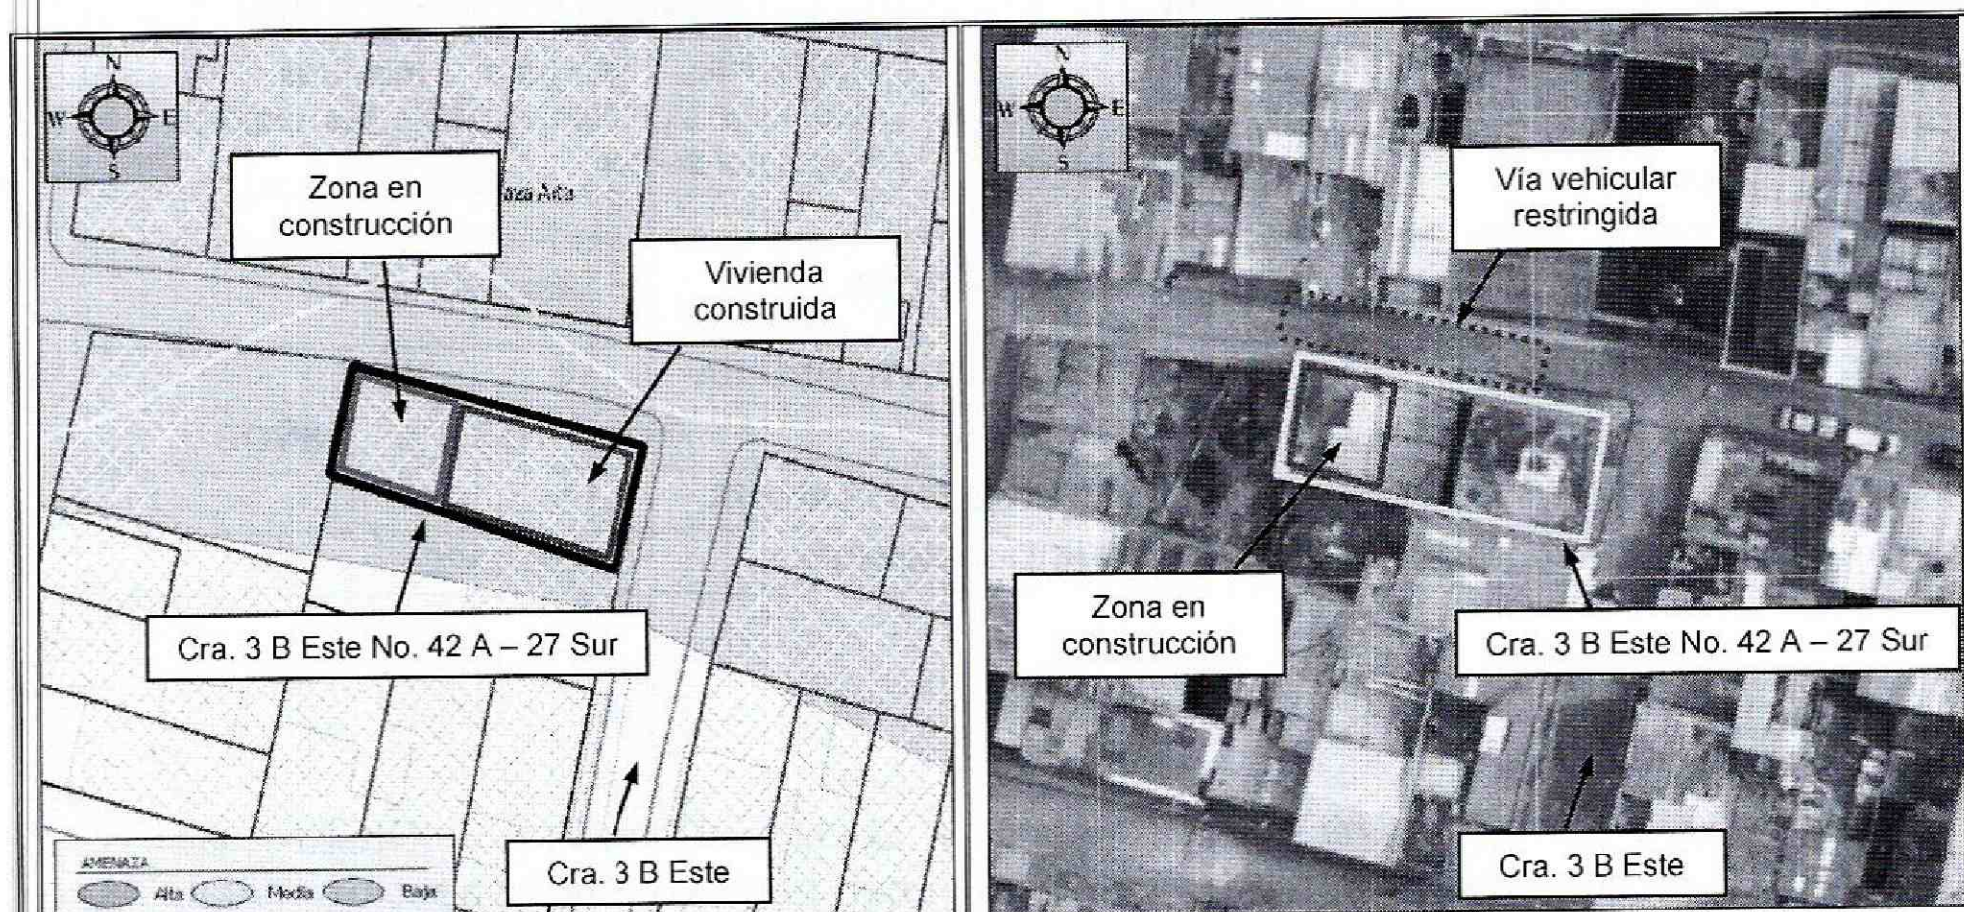 N
W E
S
Zona en
construcción
Vivienda
construida
Cra. 3 B Este No. 42 A – 27 Sur
Cra. 3 B Este
AMENAZA
Alta Media Baja
N
W E
S
Vía vehicular
restringida
Zona en
construcción
Cra. 3 B Este No. 42 A – 27 Sur
Cra. 3 B Este